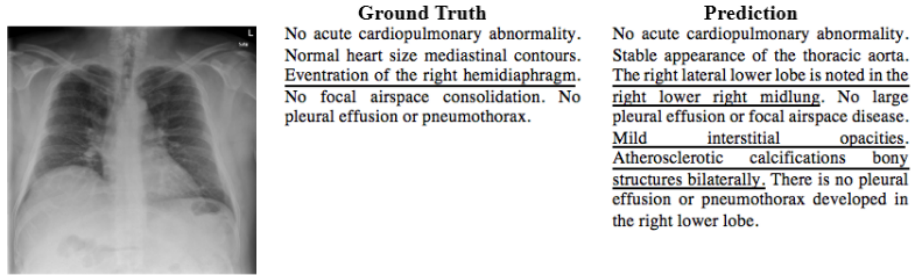 Ground Truth
No acute cardiopulmonary abnormality.
Normal heart size mediastinal contours.
Eventration of the right hemidiaphragm.
No focal airspace consolidation. No
pleural effusion or pneumothorax.
Prediction
No acute cardiopulmonary abnormality.
Stable appearance of the thoracic aorta.
The right lateral lower lobe is noted in the
right lower right midlung. No large
pleural effusion or focal airspace disease.
Mild interstitial opacities.
Atherosclerotic calcifications bony
structures bilaterally. There is no pleural
effusion or pneumothorax developed in
the right lower lobe.
L